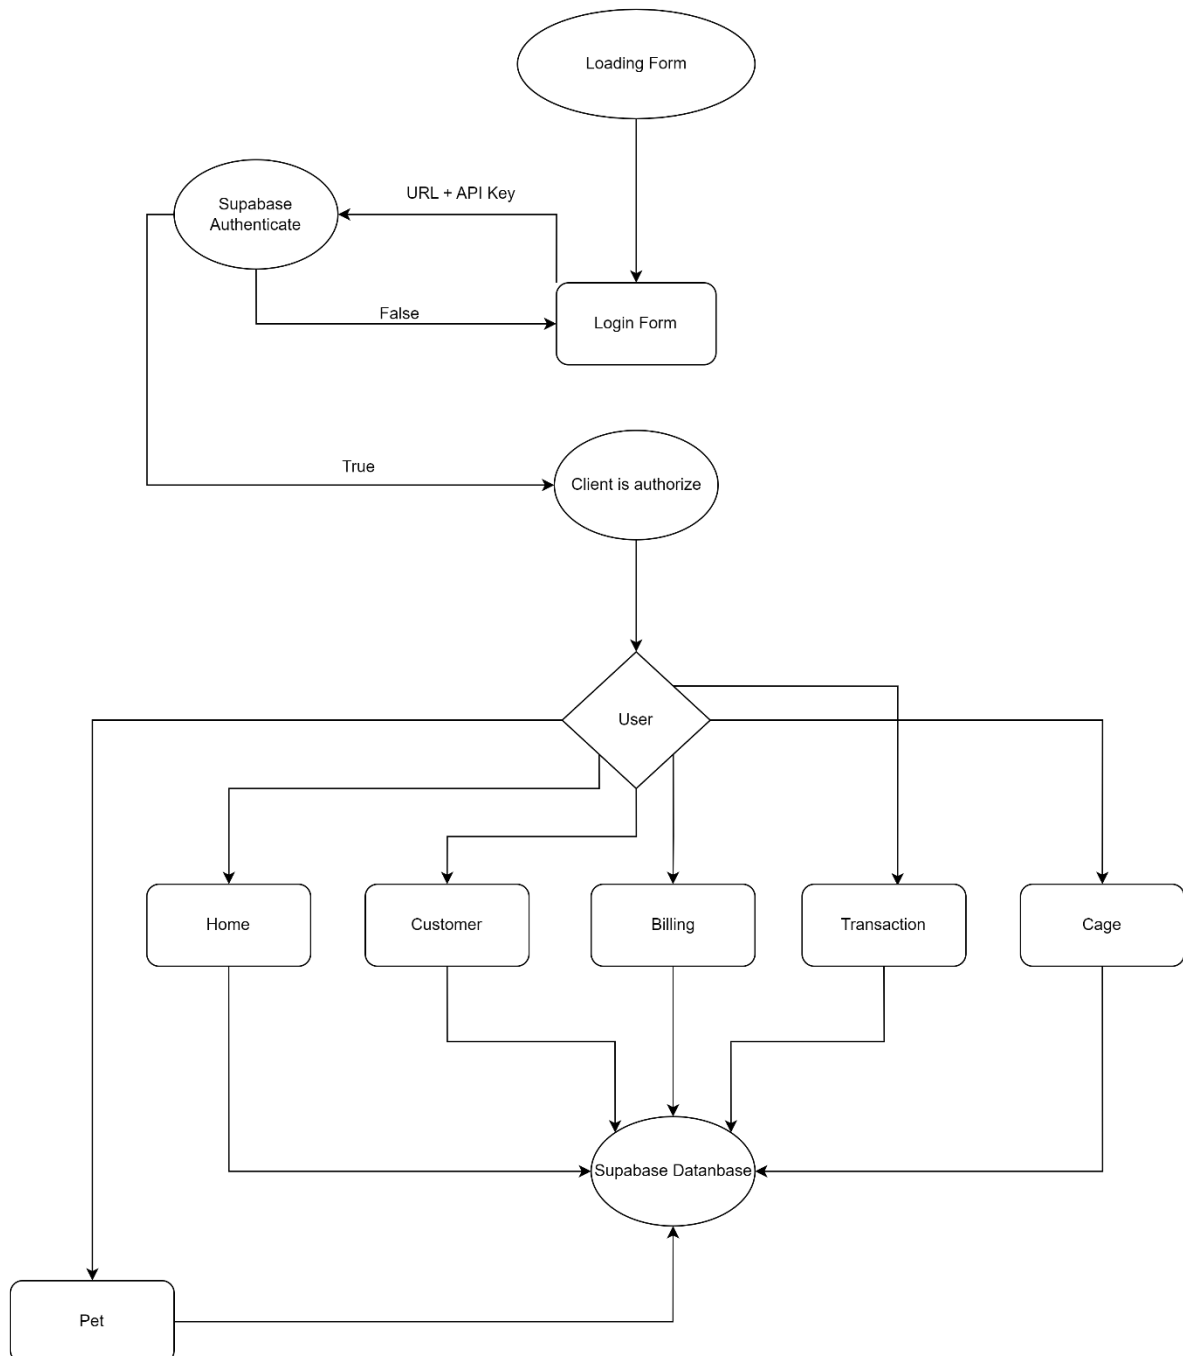 Loading Form
URL + API Key
Supabase
Authenticate
False
Login Form
True
Client is authorize
User
Home
Customer
Billing
Transaction
Cage
Supabase Datanbase
Pet